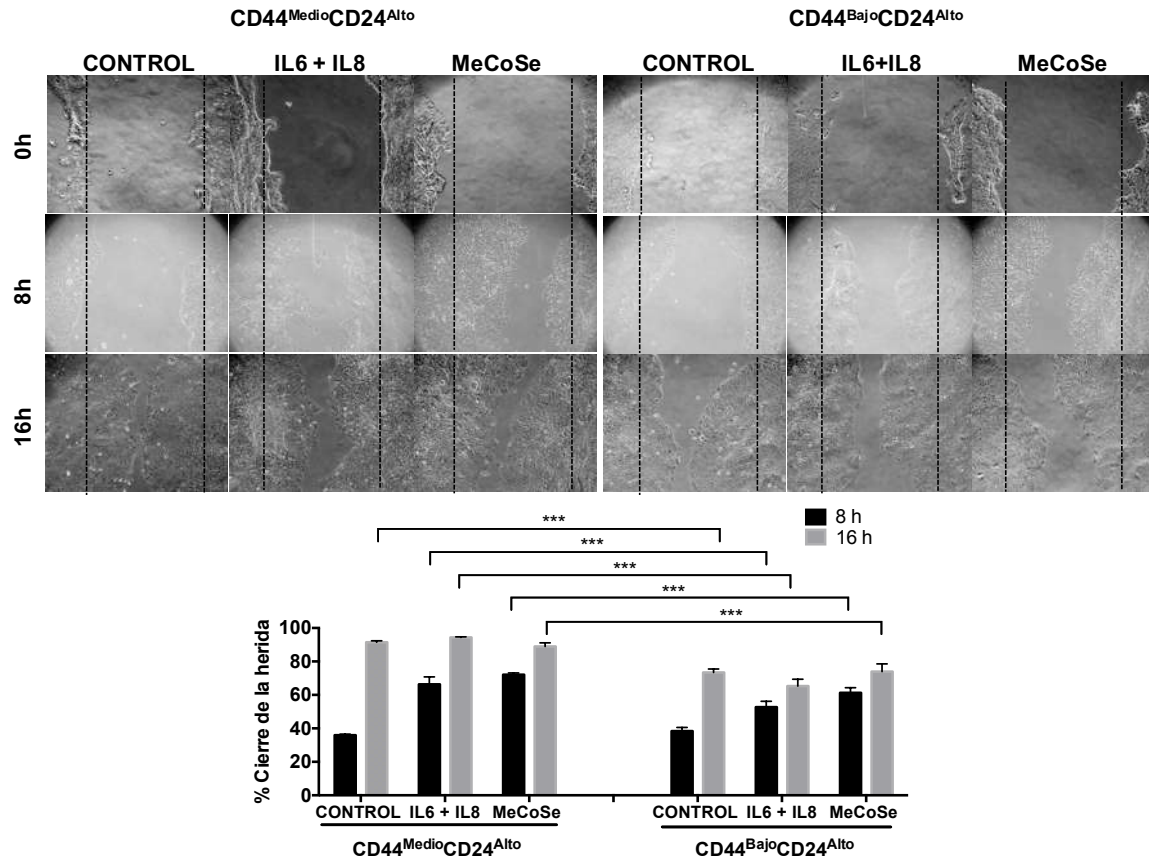 CD44MedioCD24Alto CD44BajoCD24Alto
CONTROL IL6 + IL8 MeCoSe CONTROL IL6+IL8 MeCoSe
0h
8h
16h
8 h
16 h
***
***
***
***
***
% Cierre de la herida
100
80
60
40
20
0
CONTROL IL6 + IL8 MeCoSe CONTROL IL6 + IL8 MeCoSe
CD44MedioCD24Alto CD44BajoCD24Alto